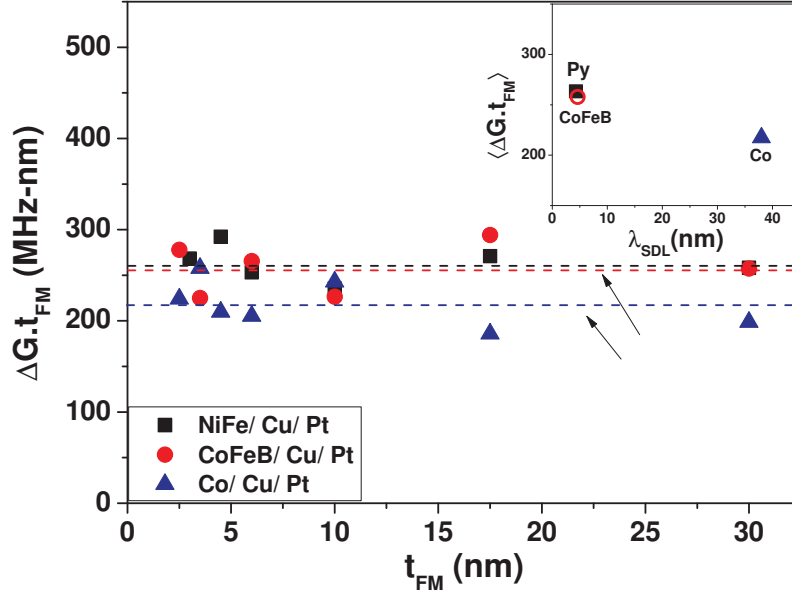 500
400
300
200
100
0
ΔG.t_FM (MHz-nm)
0 5 10 15 20 25 30
t_FM (nm)
NiFe/ Cu/ Pt
CoFeB/ Cu/ Pt
Co/ Cu/ Pt
300
200
⟨ΔG.t_FM⟩
Py
CoFeB
Co
0 10 20 30 40
λ_SDL(nm)